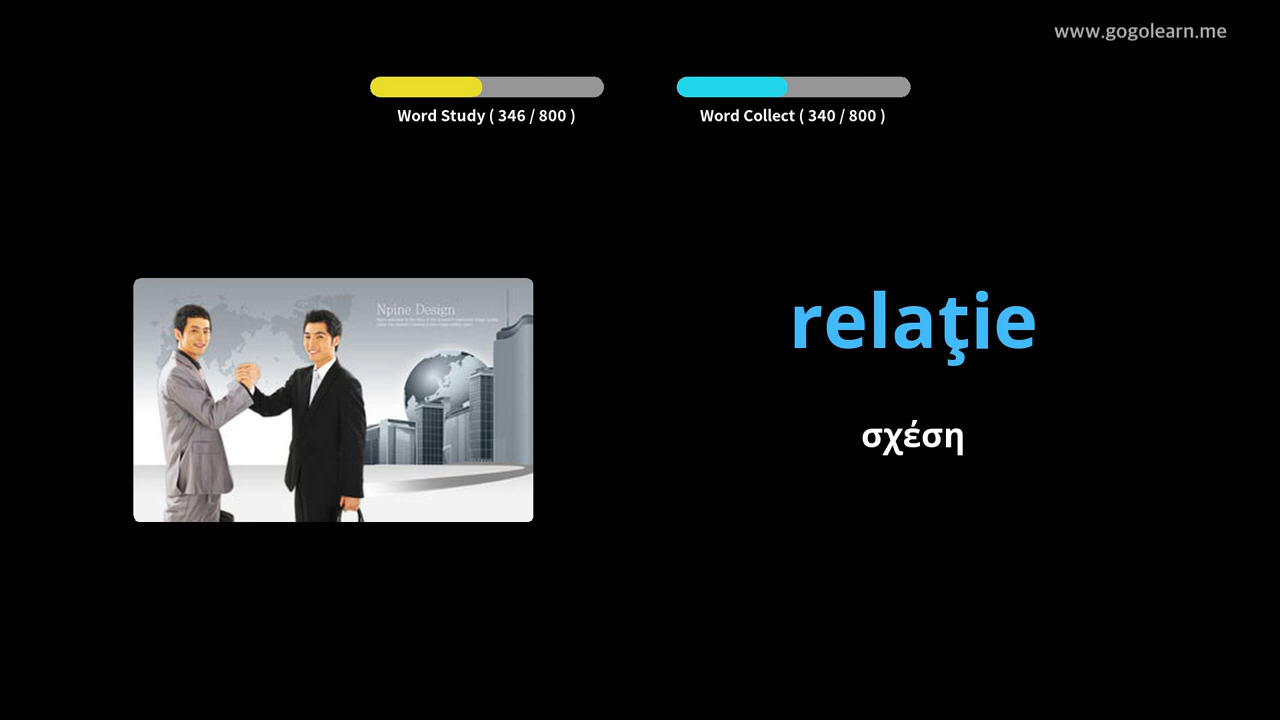 www.gogolearn.me
Word Study ( 346 / 800 )
Word Collect ( 340 / 800 )
Npine Design
relaţie
σχέση